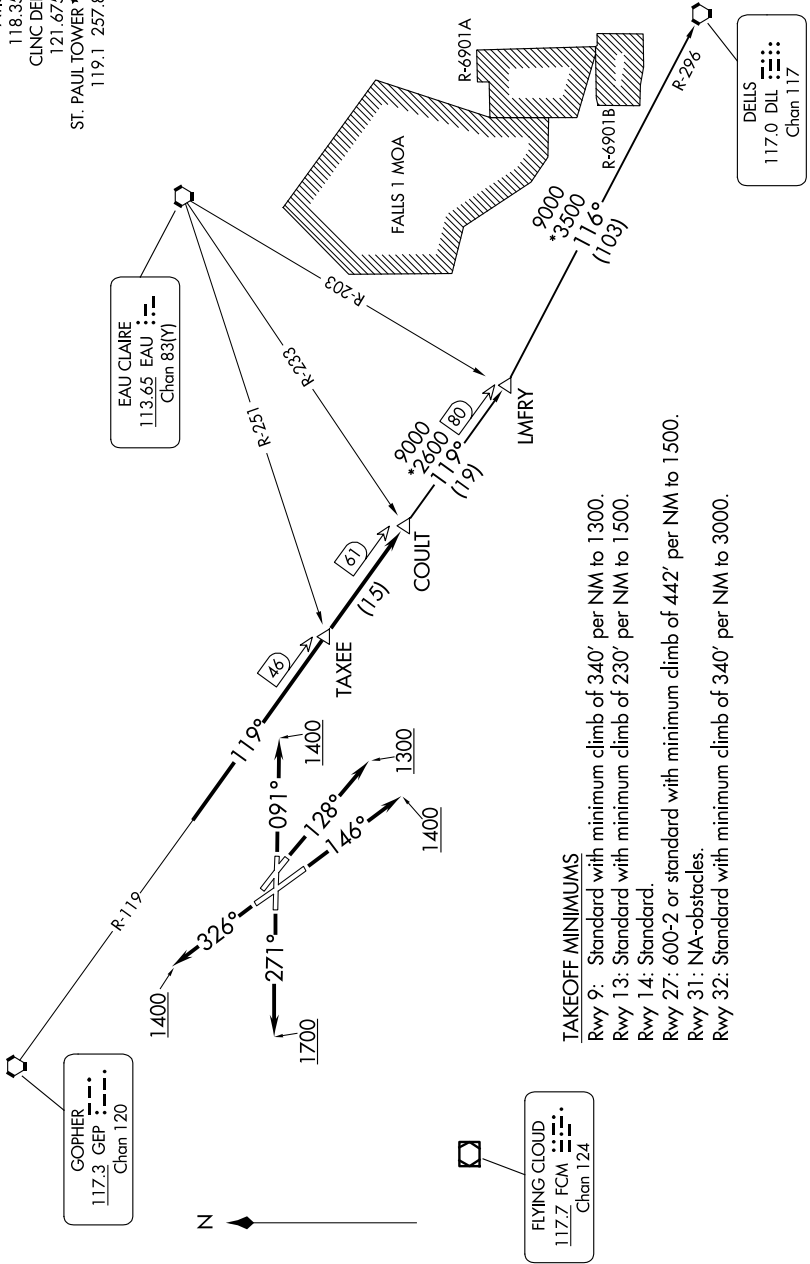 118.35
CLNC DEL
121.675
ST. PAUL TOWER★
119.1 257.8
EAU CLAIRE
113.65 EAU
Chan 83(Y)
GOPHER
117.3 GEP
Chan 120
FLYING CLOUD
117.7 FCM
Chan 124
DELLS
117.0 DLL
Chan 117
N
R-119
119°
46
TAXEE
(15)
61
COULT
9000
*2600
119°
(19)
80
LMFRY
9000
*3500
116°
(103)
R-296
R-251
R-233
R-203
FALLS 1 MOA
R-6901A
R-6901B
326°
1400
271°
1700
091°
1400
128°
1300
146°
1400
TAKEOFF MINIMUMS
Rwy 9: Standard with minimum climb of 340' per NM to 1300.
Rwy 13: Standard with minimum climb of 230' per NM to 1500.
Rwy 14: Standard.
Rwy 27: 600-2 or standard with minimum climb of 442' per NM to 1500.
Rwy 31: NA-obstacles.
Rwy 32: Standard with minimum climb of 340' per NM to 3000.